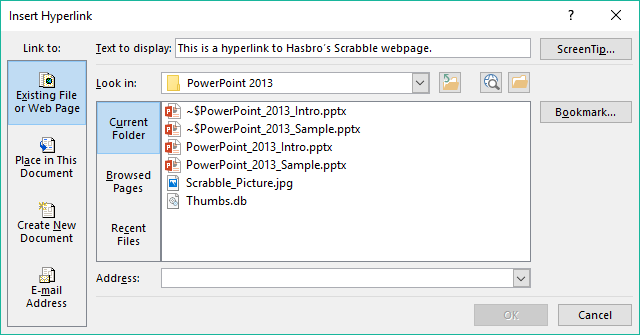 Insert Hyperlink
Link to:
Text to display: This is a hyperlink to Hasbro's Scrabble webpage.
ScreenTip...
Existing File
or Web Page
Look in: PowerPoint 2013
Bookmark...
Current
Folder
~$PowerPoint_2013_Intro.pptx
~$PowerPoint_2013_Sample.pptx
PowerPoint_2013_Intro.pptx
PowerPoint_2013_Sample.pptx
Scrabble_Picture.jpg
Thumbs.db
Place in This
Document
Browsed
Pages
Create New
Document
Recent
Files
E-mail
Address
Address:
OK
Cancel